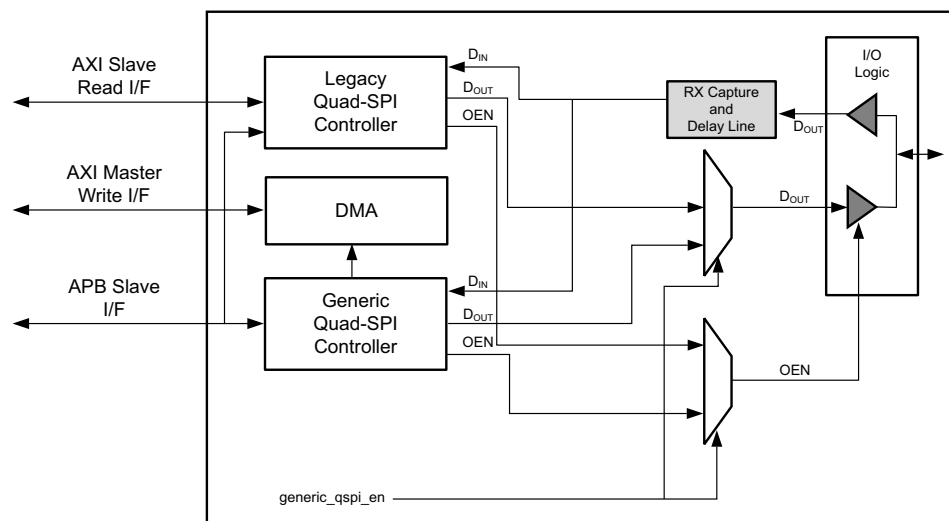 AXI Slave
Read I/F
AXI Master
Write I/F
APB Slave
I/F
Legacy
Quad-SPI
Controller
DIN
DOUT
OEN
DMA
Generic
Quad-SPI
Controller
DIN
DOUT
OEN
RX Capture
and
Delay Line
I/O
Logic
DOUT
DOUT
OEN
generic_qspi_en